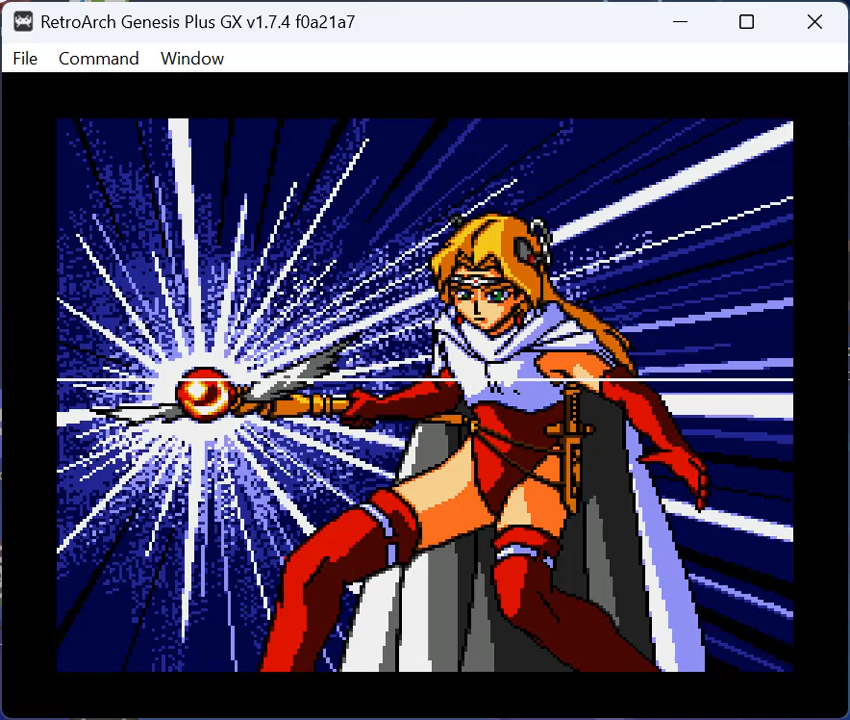 RetroArch Genesis Plus GX v1.7.4 f0a21a7
File Command Window